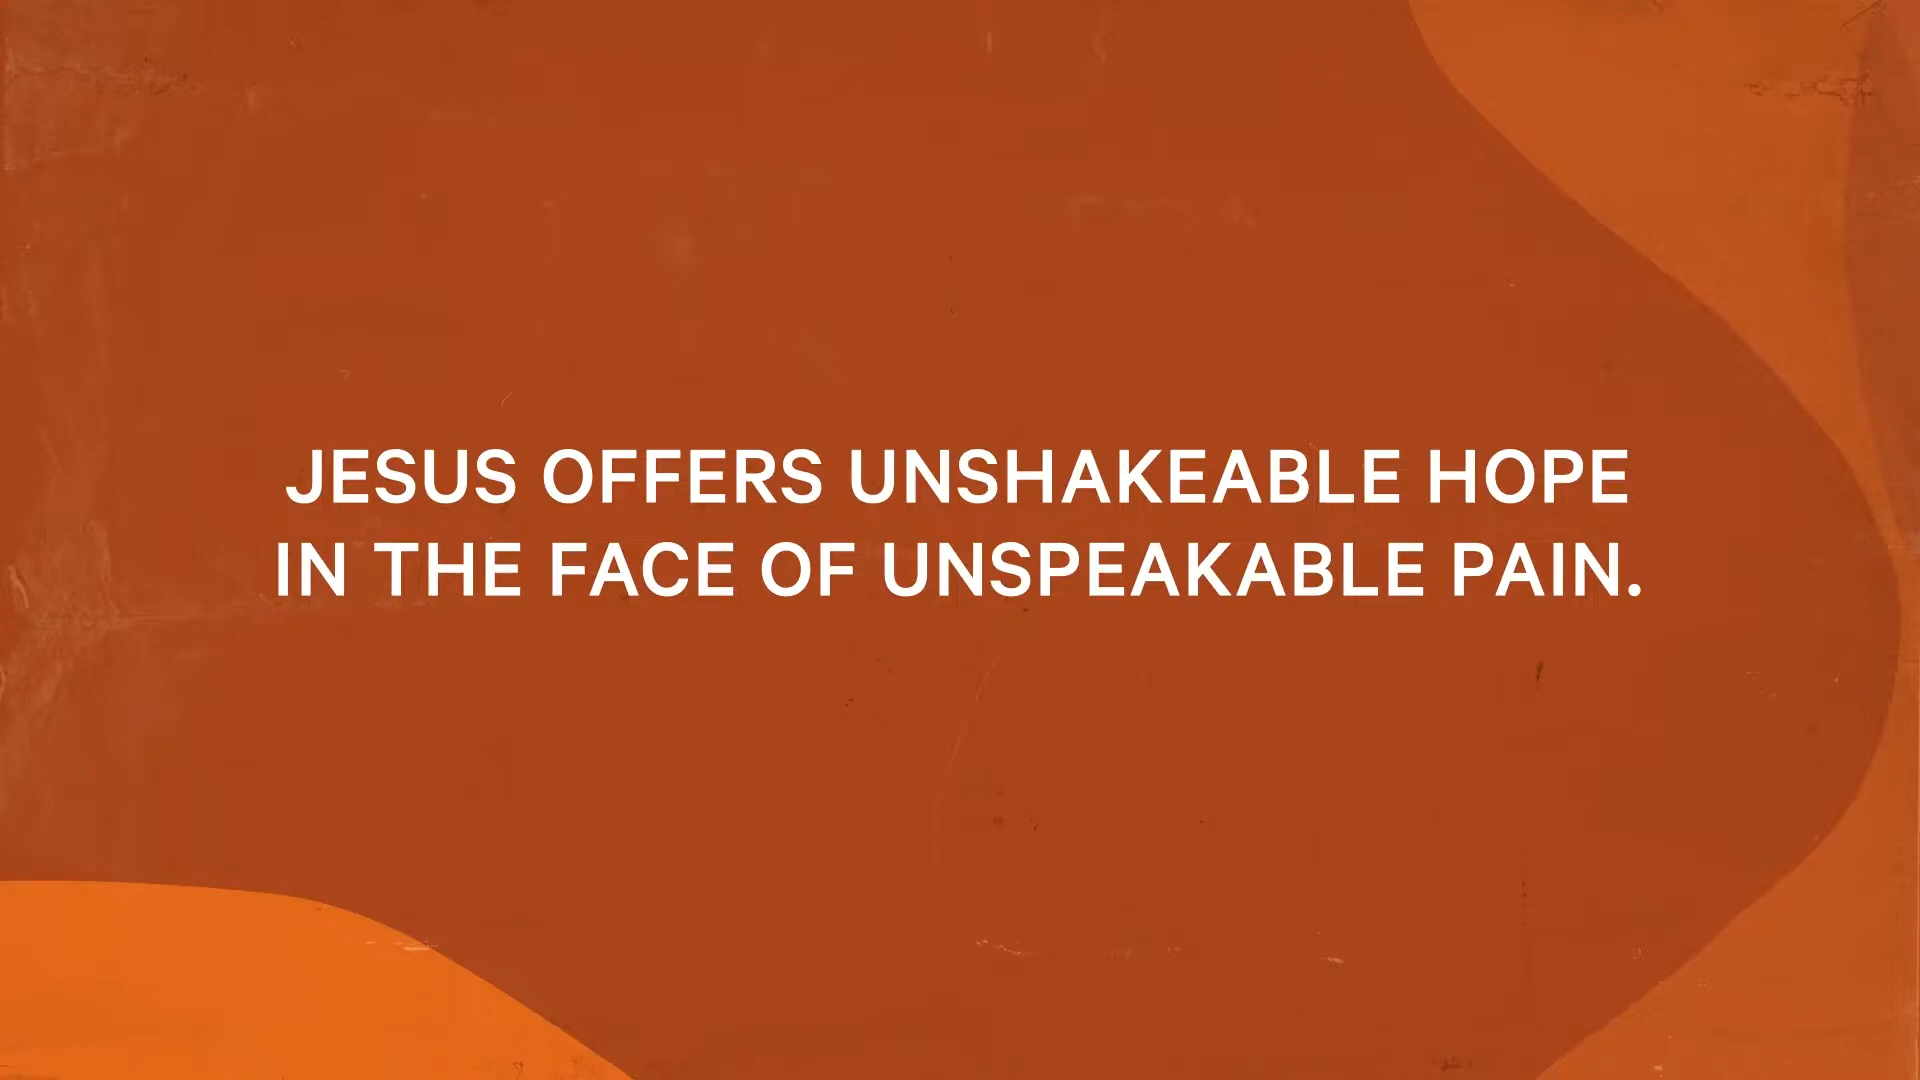 JESUS OFFERS UNSHAKEABLE HOPE
IN THE FACE OF UNSPEAKABLE PAIN.